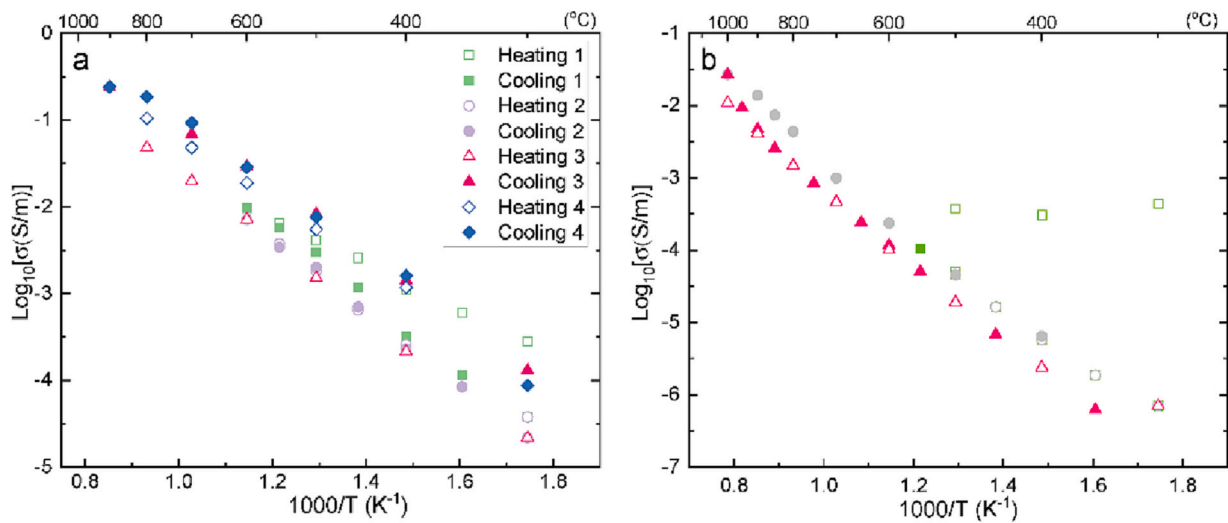 1000 800 600 400 (°C)
a
0
-1
-2
-3
-4
-5
Log10[σ(S/m)]
0.8 1.0 1.2 1.4 1.6 1.8
1000/T (K-1)
Heating 1
Cooling 1
Heating 2
Cooling 2
Heating 3
Cooling 3
Heating 4
Cooling 4
1000 800 600 400 (°C)
b
-1
-2
-3
-4
-5
-6
-7
Log10[σ(S/m)]
0.8 1.0 1.2 1.4 1.6 1.8
1000/T (K-1)